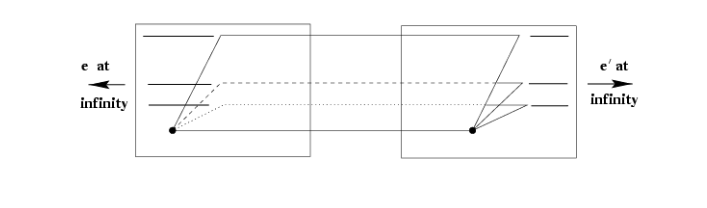 e at
infinity
e′ at
infinity